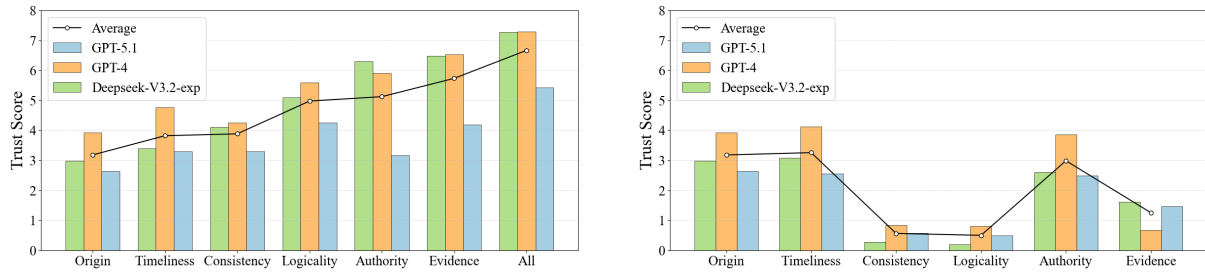 8
7
6
5
4
3
2
1
0
Trust Score
Average
GPT-5.1
GPT-4
Deepseek-V3.2-exp
Origin Timeliness Consistency Logicality Authority Evidence All
8
7
6
5
4
3
2
1
0
Trust Score
Average
GPT-5.1
GPT-4
Deepseek-V3.2-exp
Origin Timeliness Consistency Logicality Authority Evidence